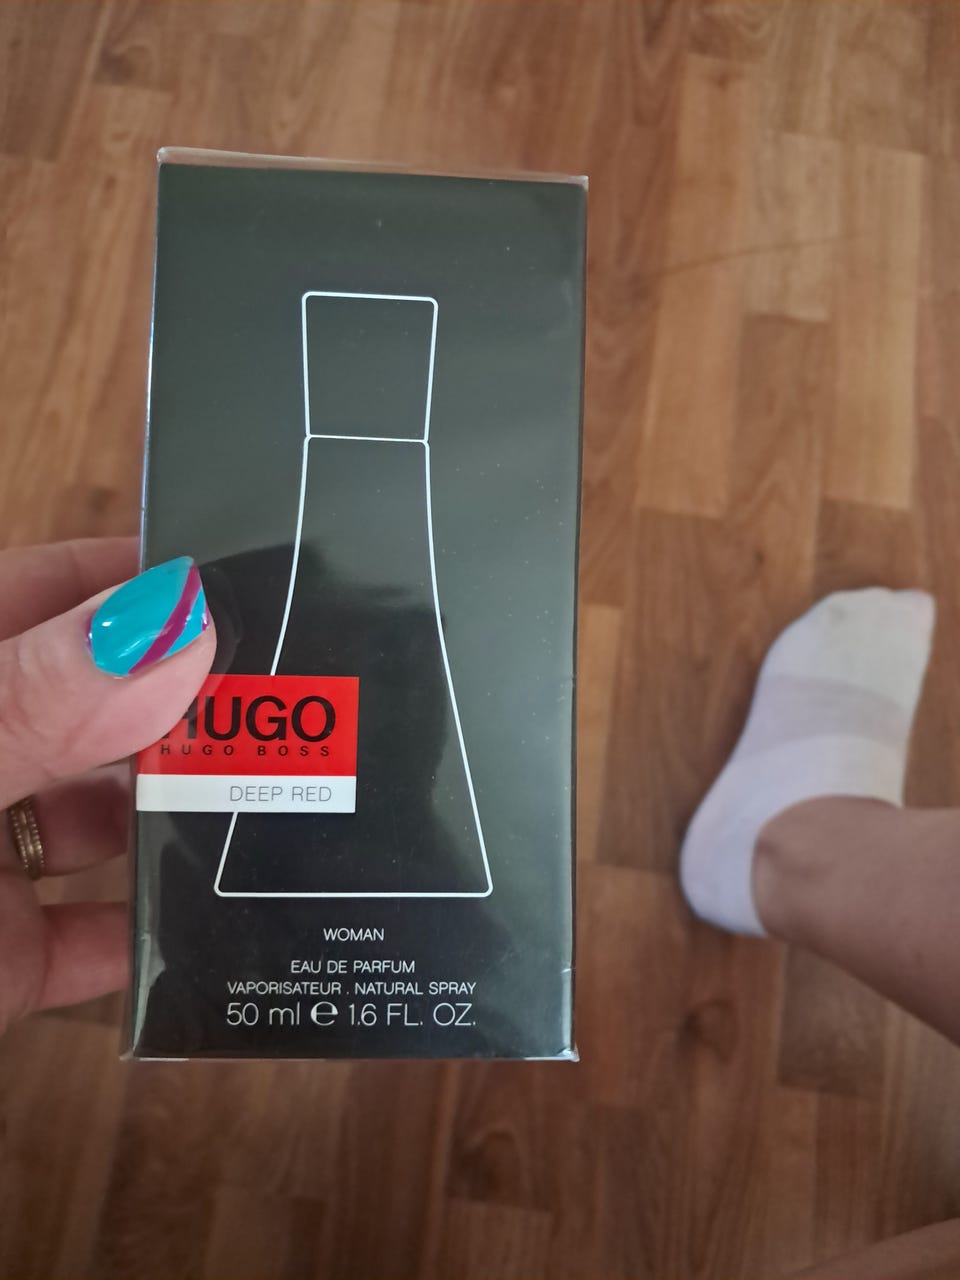 HUGO
HUGO BOSS
DEEP RED
WOMAN
EAU DE PARFUM
VAPORISATEUR . NATURAL SPRAY
50 ml ℮ 1.6 FL. OZ.